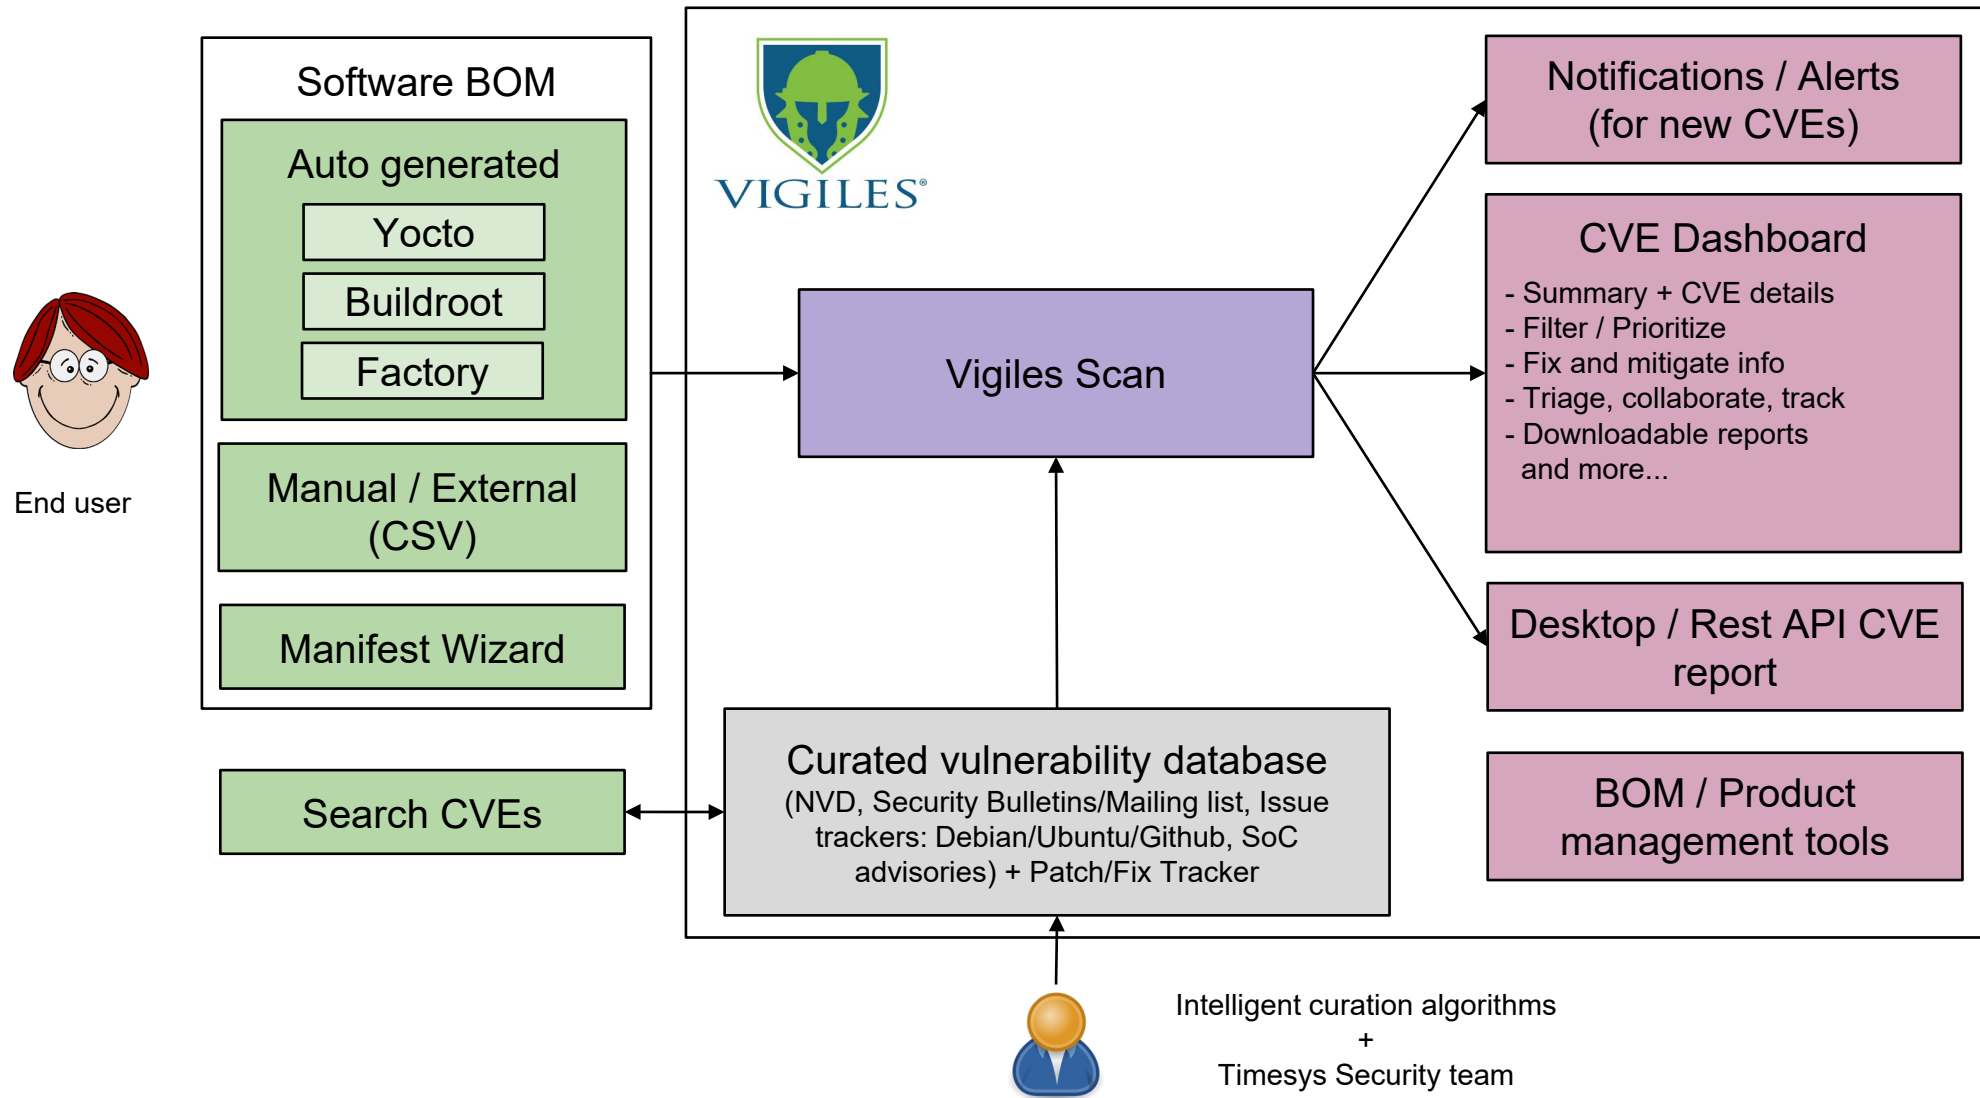 Software BOM
Auto generated
Yocto
Buildroot
Factory
Manual / External
(CSV)
Manifest Wizard
Search CVEs
End user
VIGILES®
Vigiles Scan
Curated vulnerability database
(NVD, Security Bulletins/Mailing list, Issue
trackers: Debian/Ubuntu/Github, SoC
advisories) + Patch/Fix Tracker
Intelligent curation algorithms
+
Timesys Security team
Notifications / Alerts
(for new CVEs)
CVE Dashboard
- Summary + CVE details
- Filter / Prioritize
- Fix and mitigate info
- Triage, collaborate, track
- Downloadable reports
and more...
Desktop / Rest API CVE
report
BOM / Product
management tools